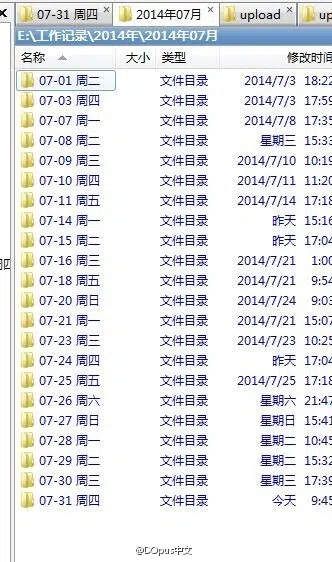 07-31 周四 2014年07月 upload up
E:\工作记录\2014年\2014年07月
名称 大小 类型 修改时间
07-01 周二 文件目录 2014/7/3 18:22
07-03 周四 文件目录 2014/7/3 17:59
07-07 周一 文件目录 2014/7/8 17:35
07-08 周二 文件目录 星期三 15:33
07-09 周三 文件目录 2014/7/10 10:19
07-10 周四 文件目录 2014/7/11 11:20
07-11 周五 文件目录 2014/7/14 17:18
07-14 周一 文件目录 昨天 15:16
07-15 周二 文件目录 昨天 17:04
07-16 周三 文件目录 2014/7/21 1:00
07-18 周五 文件目录 2014/7/21 9:54
07-20 周日 文件目录 2014/7/24 9:03
07-21 周一 文件目录 2014/7/21 15:07
07-23 周三 文件目录 2014/7/23 10:25
07-24 周四 文件目录 昨天 17:04
07-25 周五 文件目录 2014/7/25 17:18
07-26 周六 文件目录 星期六 21:47
07-27 周日 文件目录 星期日 15:41
07-28 周一 文件目录 星期二 10:45
07-29 周二 文件目录 星期二 15:33
07-30 周三 文件目录 星期三 17:39
07-31 周四 文件目录 今天 9:45
@DOpus中文